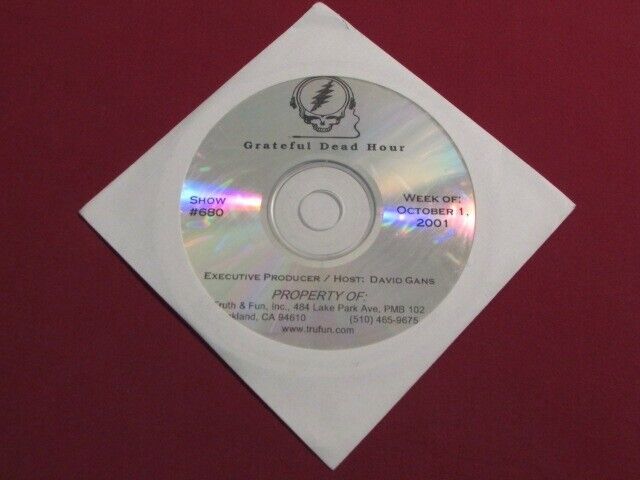 Grateful Dead Hour
Show
#680
Week of:
October 1,
2001
Executive Producer / Host: David Gans
PROPERTY OF:
Truth & Fun, Inc., 484 Lake Park Ave, PMB 102
kland, CA 94610 (510) 465-9675
www.trufun.com